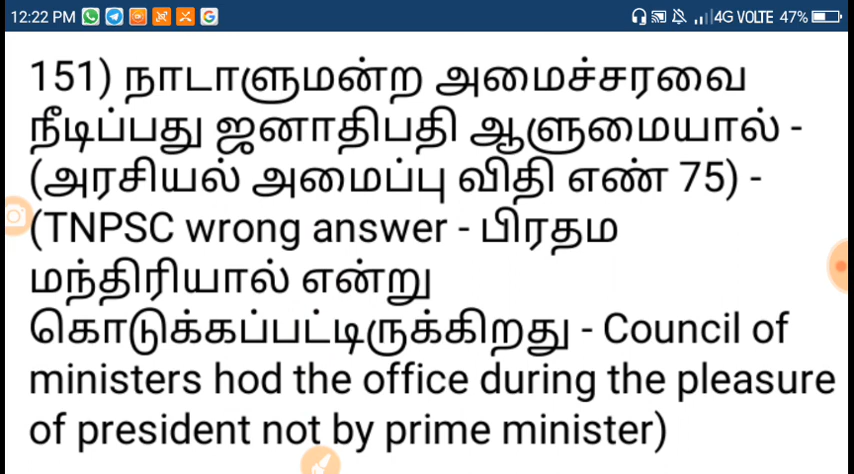 12:22 PM 4G VOLTE 47%
151) நாடாளுமன்ற அமைச்சரவை
நீடிப்பது ஜனாதிபதி ஆளுமையால் -
(அரசியல் அமைப்பு விதி எண் 75) -
(TNPSC wrong answer - பிரதம
மந்திரியால் என்று
கொடுக்கப்பட்டிருக்கிறது - Council of
ministers hod the office during the pleasure
of president not by prime minister)